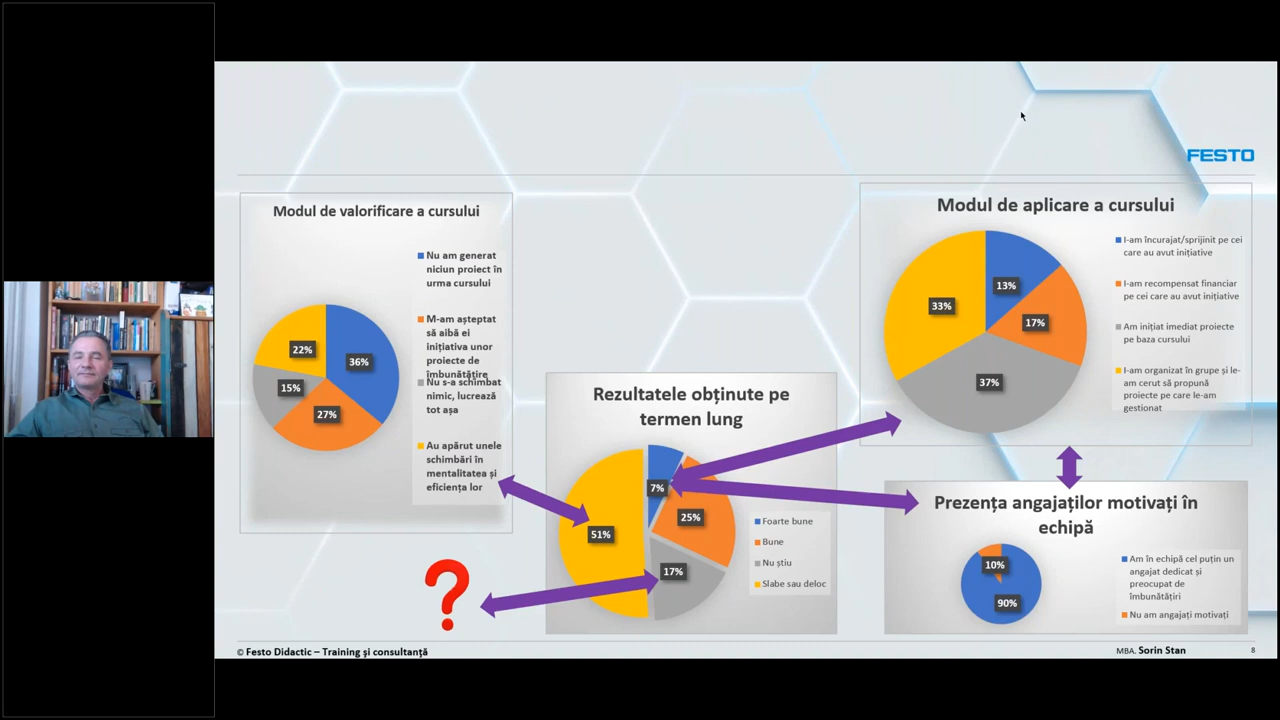 FESTO
Modul de valorificare a cursului
36%
27%
15%
22%
Nu am generat
niciun proiect în
urma cursului
M-am așteptat
să aibă ei
inițiativa unor
proiecte de
îmbunătățire
Nu s-a schimbat
nimic, lucrează
tot așa
Au apărut unele
schimbări în
mentalitatea și
eficiența lor
?
Rezultatele obținute pe
termen lung
7%
25%
17%
51%
Foarte bune
Bune
Nu știu
Slabe sau deloc
Modul de aplicare a cursului
13%
17%
37%
33%
I-am încurajat/sprijinit pe cei
care au avut inițiative
I-am recompensat financiar
pe cei care au avut inițiative
Am inițiat imediat proiecte
pe baza cursului
I-am organizat în grupe și le-
am cerut să propună
proiecte pe care le-am
gestionat
Prezența angajaților motivați în
echipă
10%
90%
Am în echipă cel puțin un
angajat dedicat și
preocupat de
îmbunătățiri
Nu am angajați motivați
© Festo Didactic – Training şi consultanţă
MBA. Sorin Stan
8